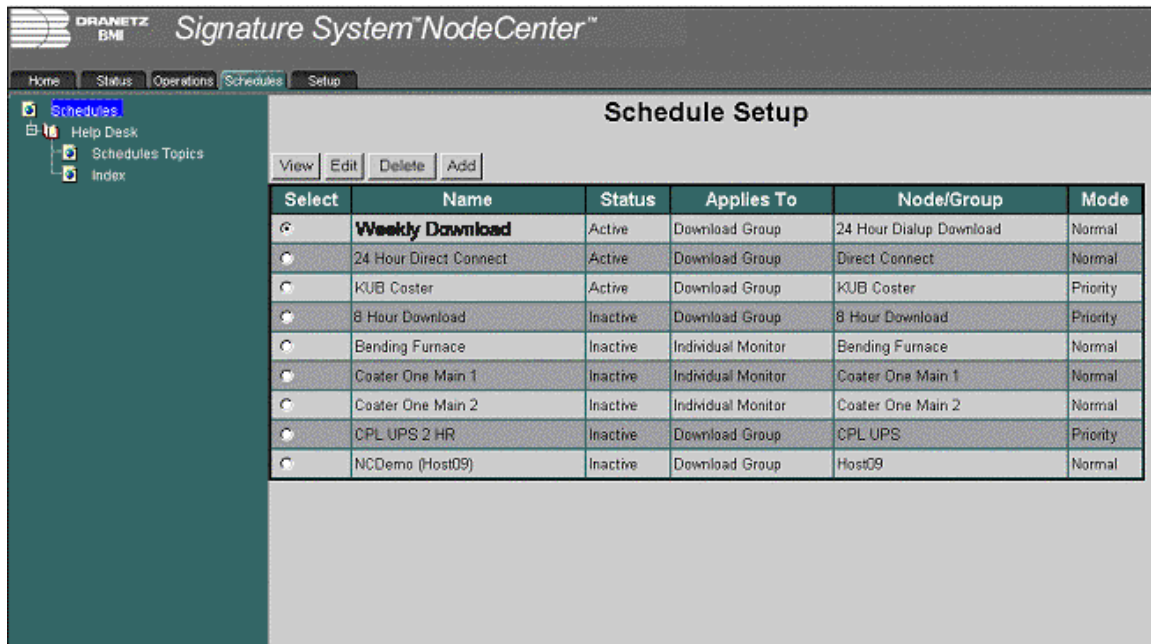 DRANETZ
BMI
Signature System™NodeCenter™
Home Status Operations Schedules Setup
Schedules
Help Desk
Schedules Topics
Index
Schedule Setup
View Edit Delete Add
Select Name Status Applies To Node/Group Mode
Weekly Download Active Download Group 24 Hour Dialup Download Normal
24 Hour Direct Connect Active Download Group Direct Connect Normal
KUB Coster Active Download Group KUB Coster Priority
8 Hour Download Inactive Download Group 8 Hour Download Priority
Bending Furnace Inactive Individual Monitor Bending Furnace Normal
Coater One Main 1 Inactive Individual Monitor Coater One Main 1 Normal
Coater One Main 2 Inactive Individual Monitor Coater One Main 2 Normal
CPL UPS 2 HR Inactive Download Group CPL UPS Priority
NCDemo (Host09) Inactive Download Group Host09 Normal